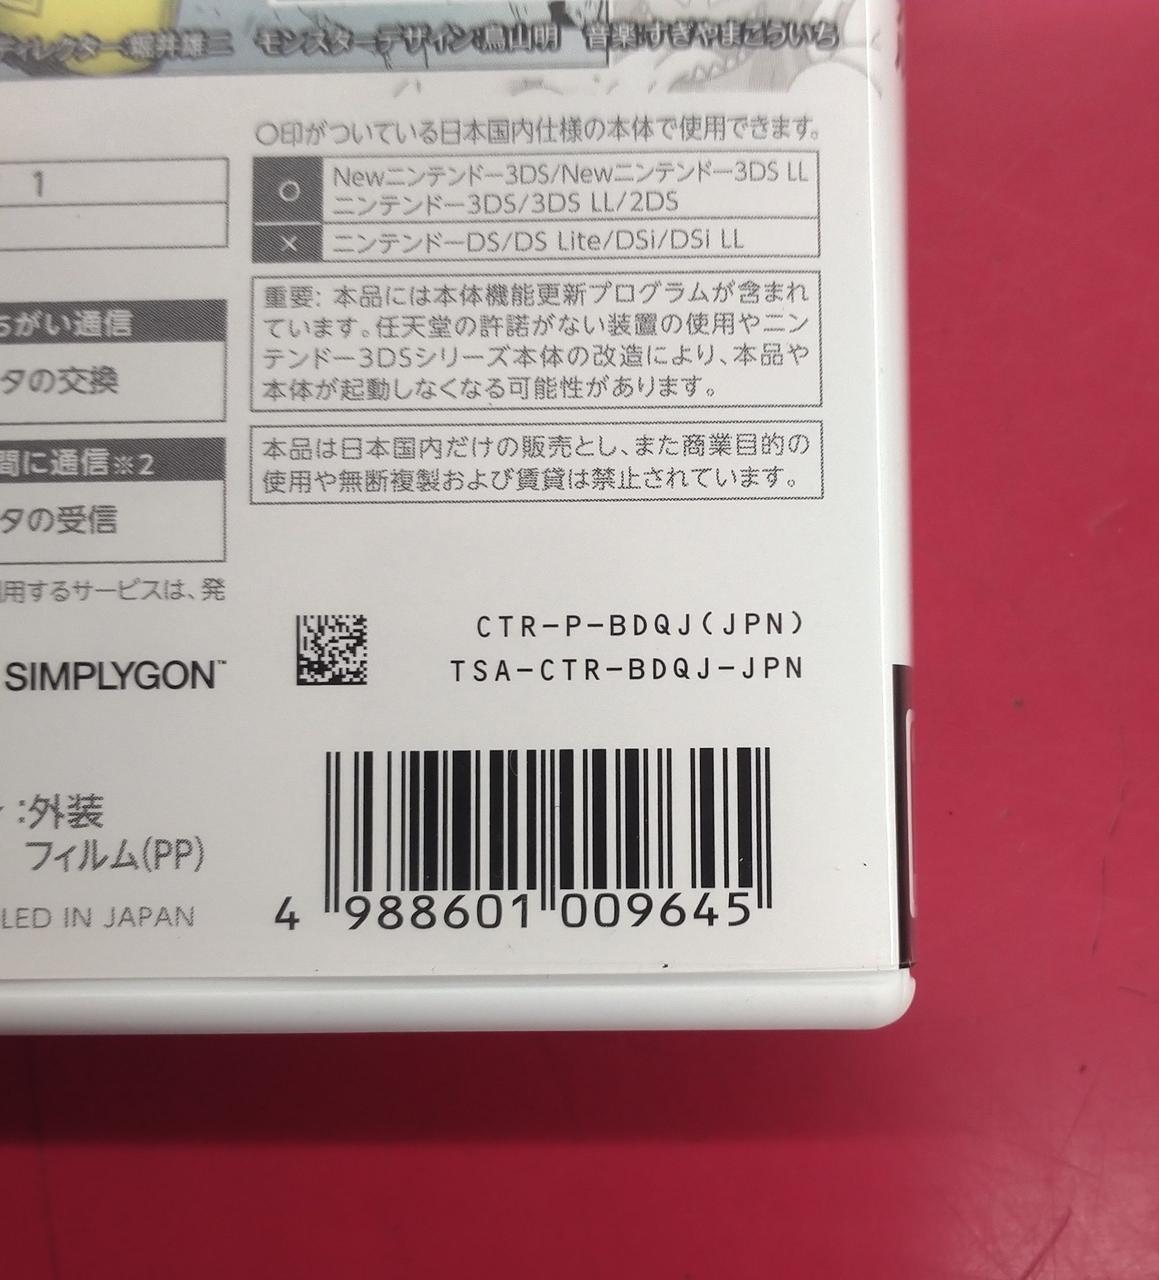 ディレクター:堀井雄二 モンスターデザイン:鳥山明 音楽:すぎやまこういち
〇印がついている日本国内仕様の本体で使用できます。
1
○ Newニンテンドー3DS/Newニンテンドー3DS LL
ニンテンドー3DS/3DS LL/2DS
× ニンテンドーDS/DS Lite/DSi/DSi LL
重要: 本品には本体機能更新プログラムが含まれ
ています。任天堂の許諾がない装置の使用やニン
テンドー3DSシリーズ本体の改造により、本品や
本体が起動しなくなる可能性があります。
ちがい通信
タの交換
間に通信※2
タの受信
本品は日本国内だけの販売とし、また商業目的の
使用や無断複製および賃貸は禁止されています。
用するサービスは、発
SIMPLYGON™
CTR-P-BDQJ(JPN)
TSA-CTR-BDQJ-JPN
:外装
フィルム(PP)
LED IN JAPAN
4 988601 009645